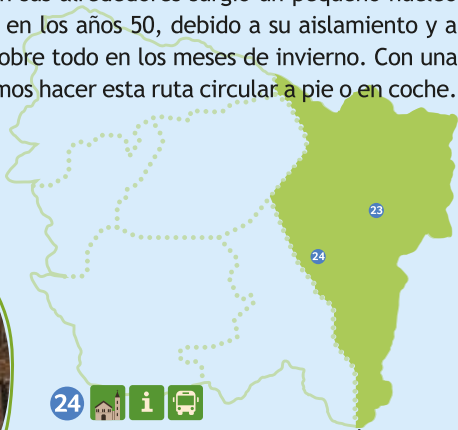 en los años 50, debido a su aislamiento y a
obre todo en los meses de invierno. Con una
mos hacer esta ruta circular a pie o en coche.
23
24
24 i